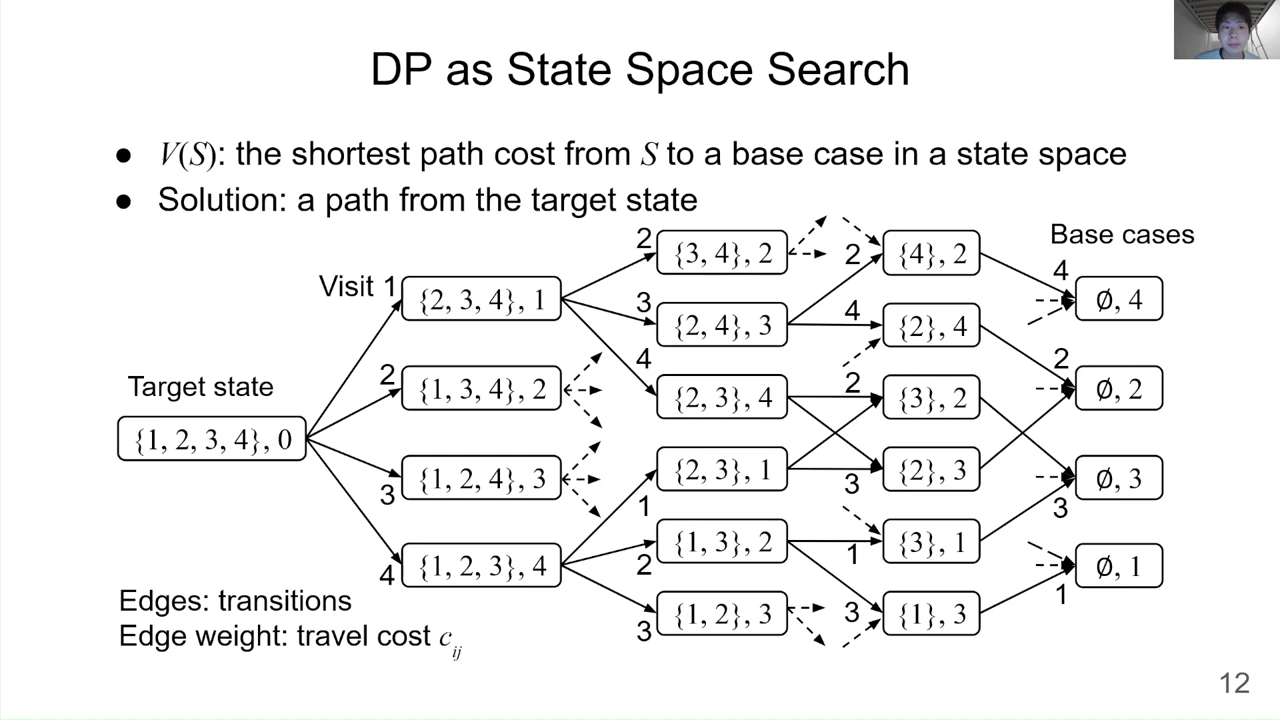 DP as State Space Search
● V(S): the shortest path cost from S to a base case in a state space
● Solution: a path from the target state
Base cases
Visit 1
Target state
{1, 2, 3, 4}, 0
2
3
4
{2, 3, 4}, 1
{1, 3, 4}, 2
{1, 2, 4}, 3
{1, 2, 3}, 4
2
3
4
1
2
3
{3, 4}, 2
{2, 4}, 3
{2, 3}, 4
{2, 3}, 1
{1, 3}, 2
{1, 2}, 3
2
4
2
3
1
3
{4}, 2
{2}, 4
{3}, 2
{2}, 3
{3}, 1
{1}, 3
4
2
3
1
∅, 4
∅, 2
∅, 3
∅, 1
Edges: transitions
Edge weight: travel cost cij
12